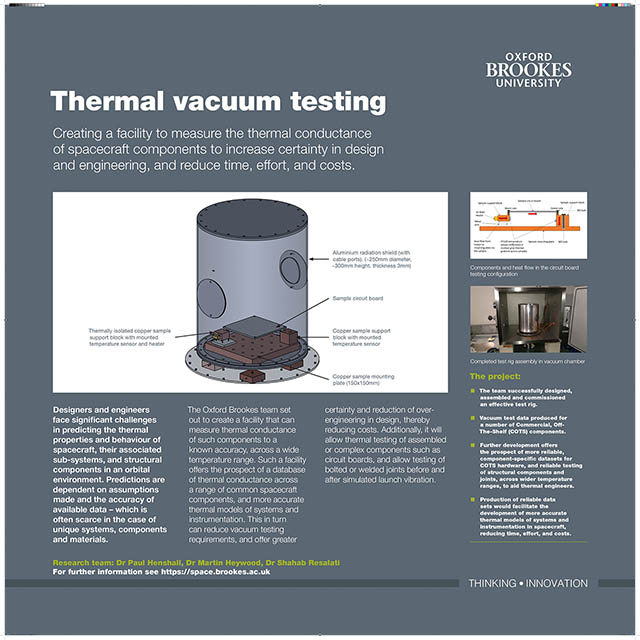 OXFORD
BROOKES
UNIVERSITY
Thermal vacuum testing
Creating a facility to measure the thermal conductance
of spacecraft components to increase certainty in design
and engineering, and reduce time, effort, and costs.
Aluminium radiation shield (with
cable ports). (~250mm diameter,
~300mm height, thickness 3mm)
Sample circuit board
Thermally isolated copper sample
support block with mounted
temperature sensor and heater
Copper sample support
block with mounted
temperature sensor
Copper sample mounting
plate (150x150mm)
Components and heat flow in the circuit board
testing configuration
Completed test rig assembly in vacuum chamber
The project:
The team successfully designed,
assembled and commissioned
an effective test rig.
Vacuum test data produced for
a number of Commercial, Off-
The-Shelf (COTS) components.
Further development offers
the prospect of more reliable,
component-specific datasets for
COTS hardware, and reliable testing
of structural components and
joints, across wider temperature
ranges, to aid thermal engineers.
Production of reliable data
sets would facilitate the
development of more accurate
thermal models of systems and
instrumentation in spacecraft,
reducing time, effort, and costs.
Designers and engineers
face significant challenges
in predicting the thermal
properties and behaviour of
spacecraft, their associated
sub-systems, and structural
components in an orbital
environment. Predictions are
dependent on assumptions
made and the accuracy of
available data – which is
often scarce in the case of
unique systems, components
and materials.
The Oxford Brookes team set
out to create a facility that can
measure thermal conductance
of such components to a
known accuracy, across a wide
temperature range. Such a facility
offers the prospect of a database
of thermal conductance across
a range of common spacecraft
components, and more accurate
thermal models of systems and
instrumentation. This in turn
can reduce vacuum testing
requirements, and offer greater
certainty and reduction of over-
engineering in design, thereby
reducing costs. Additionally, it will
allow thermal testing of assembled
or complex components such as
circuit boards, and allow testing of
bolted or welded joints before and
after simulated launch vibration.
Research team: Dr Paul Henshall, Dr Martin Heywood, Dr Shahab Resalati
For further information see https://space.brookes.ac.uk
THINKING • INNOVATION